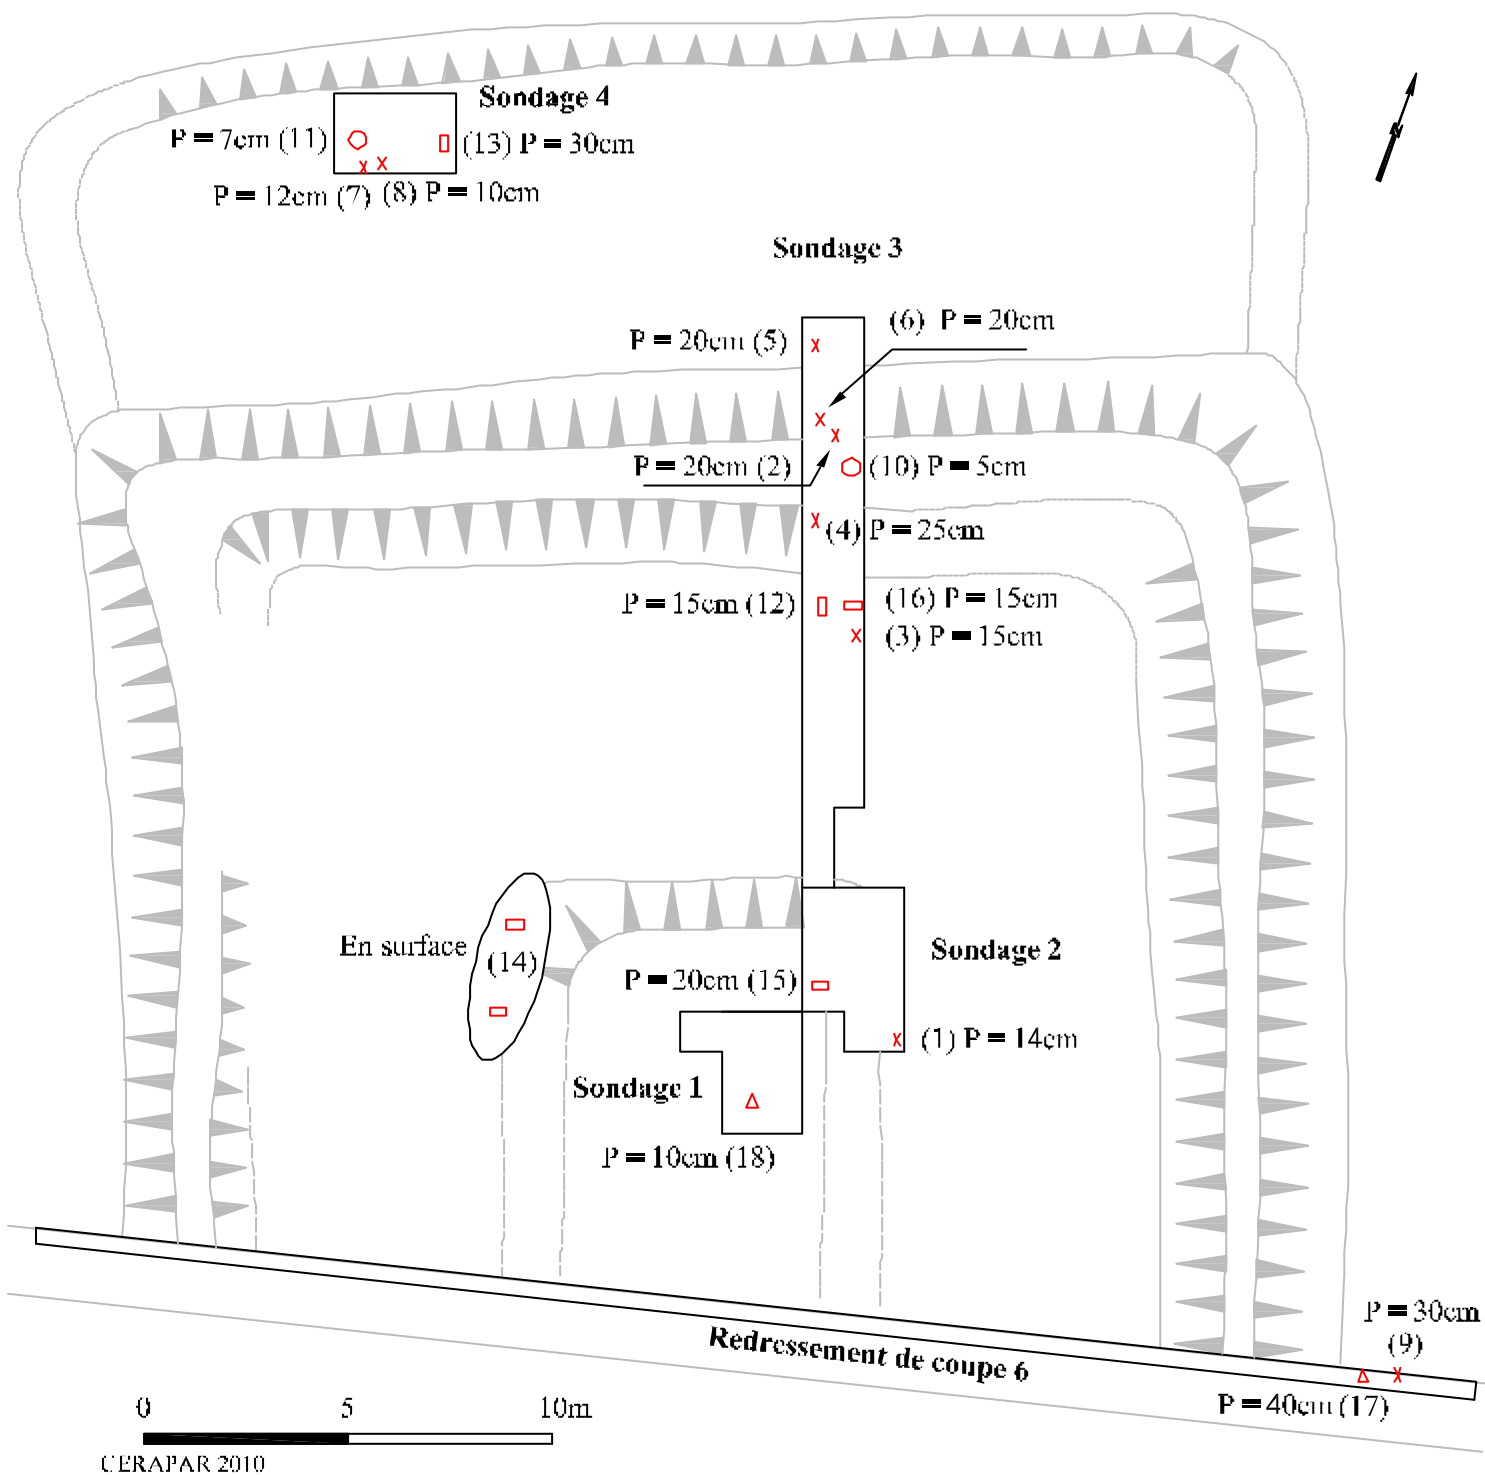 Sondage 4
P = 7cm (11)
(13) P = 30cm
P = 12cm (7)
(8) P = 10cm
N
Sondage 3
(6) P = 20cm
P = 20cm (5)
P = 20cm (2)
(10) P = 5cm
(4) P = 25cm
P = 15cm (12)
(16) P = 15cm
(3) P = 15cm
En surface
(14)
Sondage 2
P = 20cm (15)
(1) P = 14cm
Sondage 1
P = 10cm (18)
P = 30cm
(9)
Redressement de coupe 6
P = 40cm (17)
0 5 10m
CERAPAR 2010